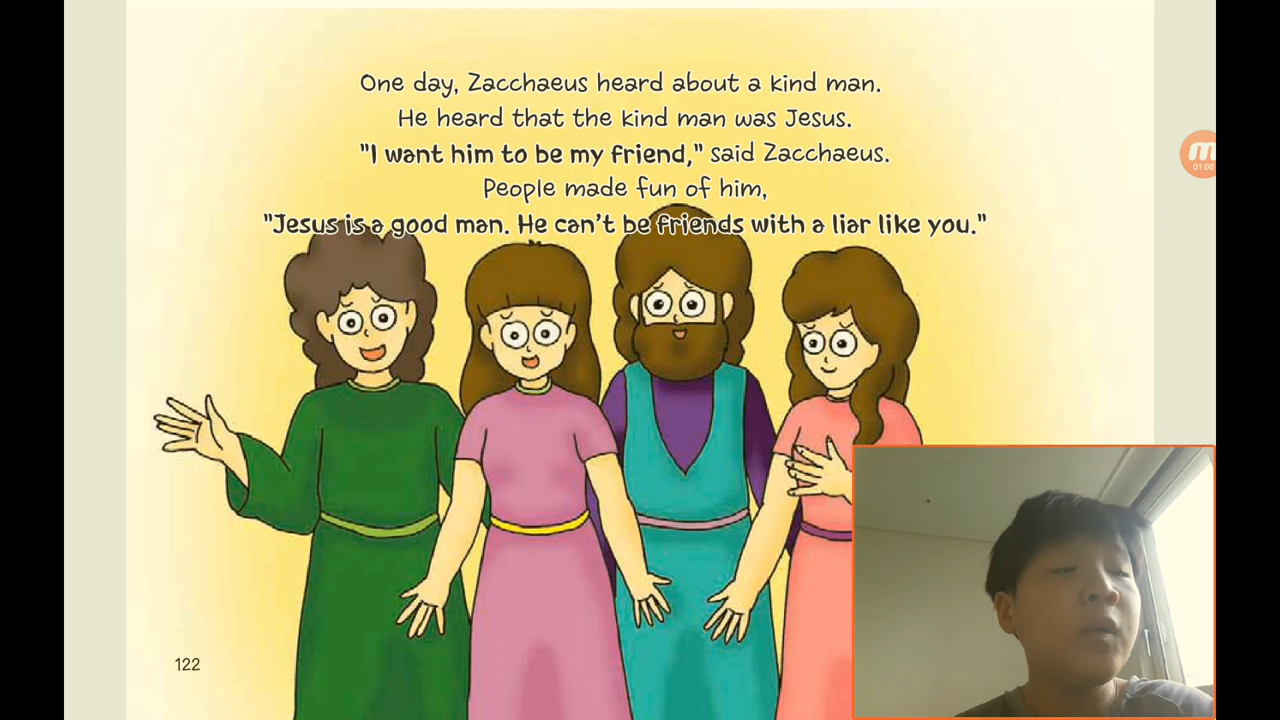 One day, Zacchaeus heard about a kind man.
He heard that the kind man was Jesus.
"I want him to be my friend," said Zacchaeus.
People made fun of him,
"Jesus is a good man. He can't be friends with a liar like you."
m
01:00
122